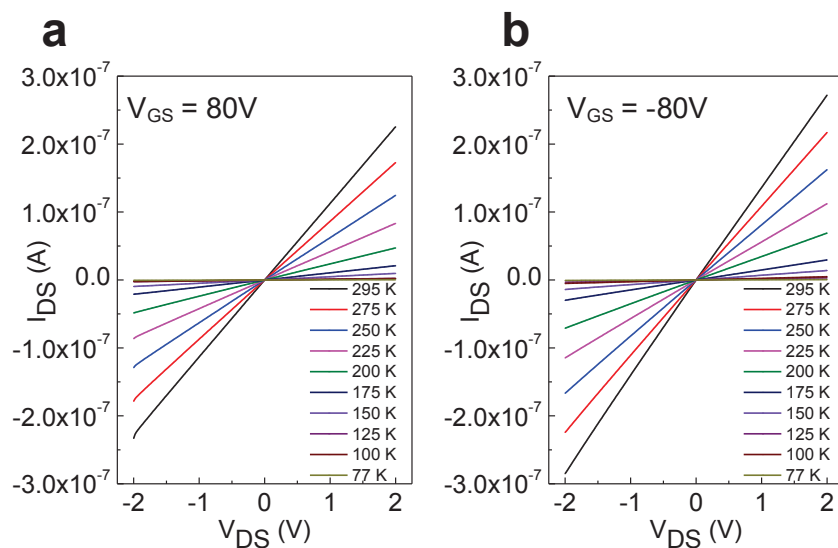 a
V_GS = 80V
3.0x10⁻⁷
2.0x10⁻⁷
1.0x10⁻⁷
0.0
-1.0x10⁻⁷
-2.0x10⁻⁷
-3.0x10⁻⁷
I_DS (A)
295 K
275 K
250 K
225 K
200 K
175 K
150 K
125 K
100 K
77 K
-2 -1 0 1 2
V_DS (V)
b
V_GS = -80V
3.0x10⁻⁷
2.0x10⁻⁷
1.0x10⁻⁷
0.0
-1.0x10⁻⁷
-2.0x10⁻⁷
-3.0x10⁻⁷
I_DS (A)
295 K
275 K
250 K
225 K
200 K
175 K
150 K
125 K
100 K
77 K
-2 -1 0 1 2
V_DS (V)